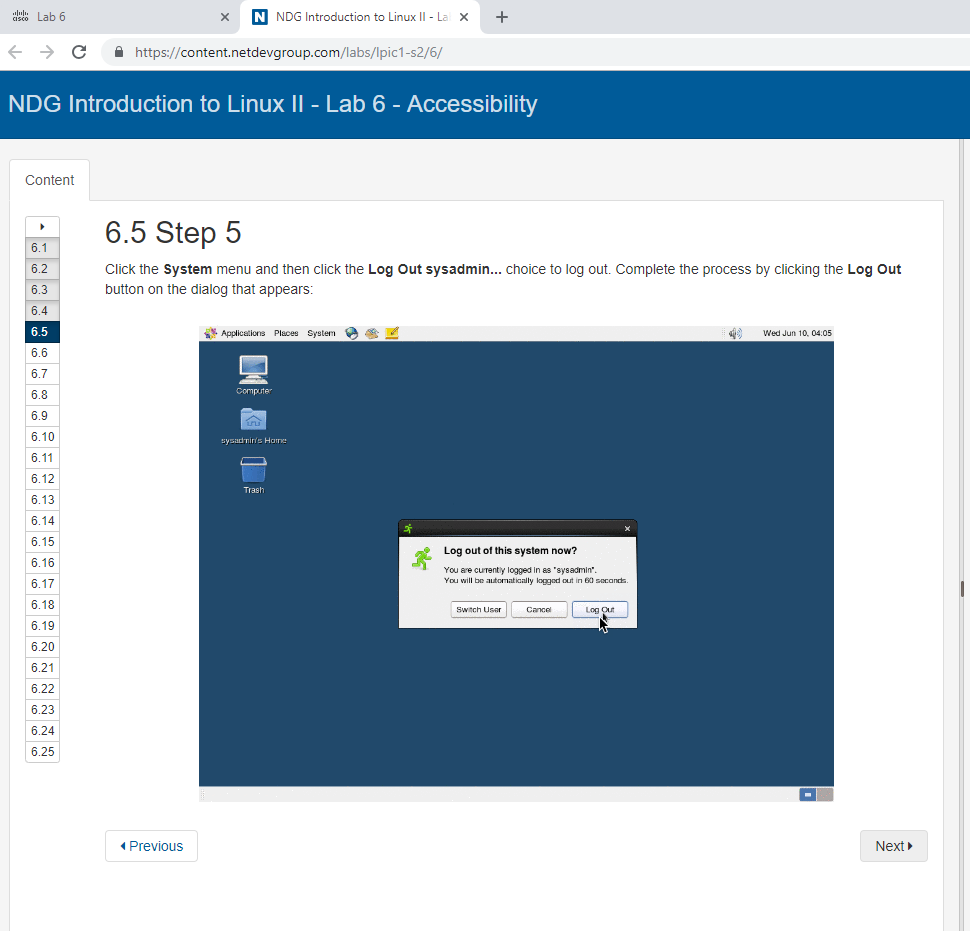 Lab 6
NDG Introduction to Linux II - La
https://content.netdevgroup.com/labs/lpic1-s2/6/
NDG Introduction to Linux II - Lab 6 - Accessibility
Content
6.1
6.2
6.3
6.4
6.5
6.6
6.7
6.8
6.9
6.10
6.11
6.12
6.13
6.14
6.15
6.16
6.17
6.18
6.19
6.20
6.21
6.22
6.23
6.24
6.25
6.5 Step 5
Click the System menu and then click the Log Out sysadmin... choice to log out. Complete the process by clicking the Log Out
button on the dialog that appears:
Applications Places System Wed Jun 10, 04:05
Computer
sysadmin's Home
Trash
Log out of this system now?
You are currently logged in as "sysadmin".
You will be automatically logged out in 60 seconds.
Switch User Cancel Log Out
Previous Next